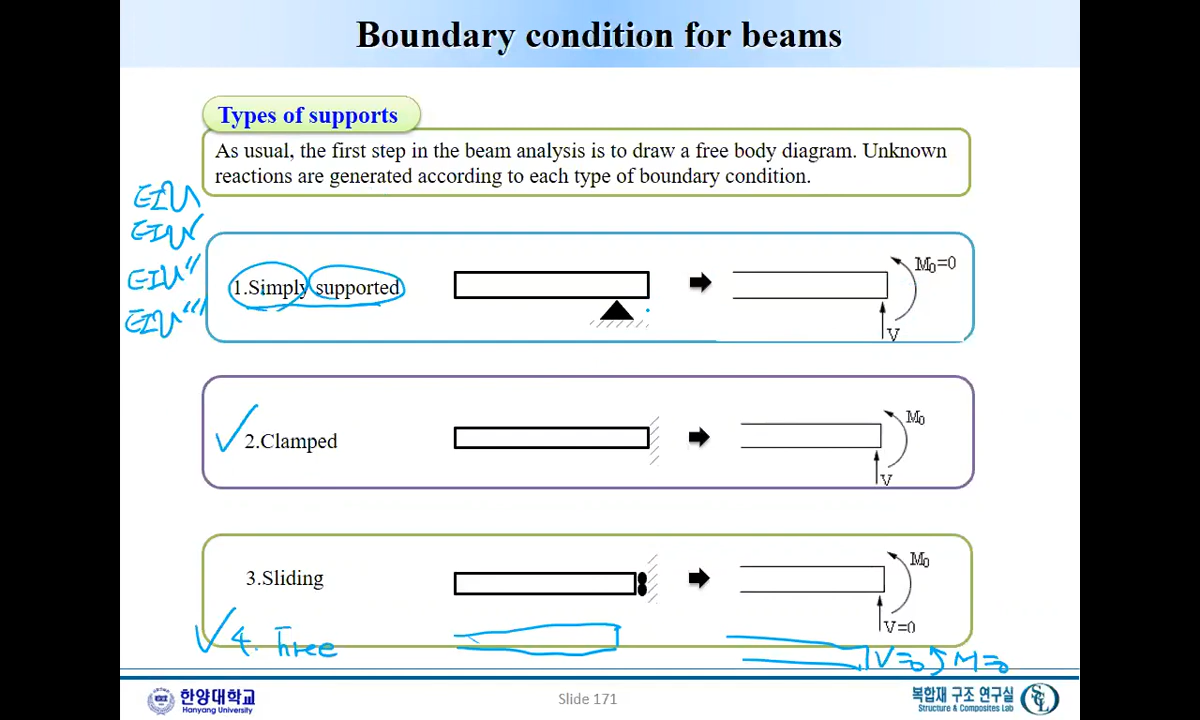 Boundary condition for beams
Types of supports
As usual, the first step in the beam analysis is to draw a free body diagram. Unknown
reactions are generated according to each type of boundary condition.
EIV
EIV'
EIV''
EIV'''
1.Simply supported
M₀=0
V
2.Clamped
M₀
V
3.Sliding
M₀
V=0
4. Free
V=0 M=0
한양대학교
Hanyang University
Slide 171
복합재 구조 연구실
Structure & Composites Lab